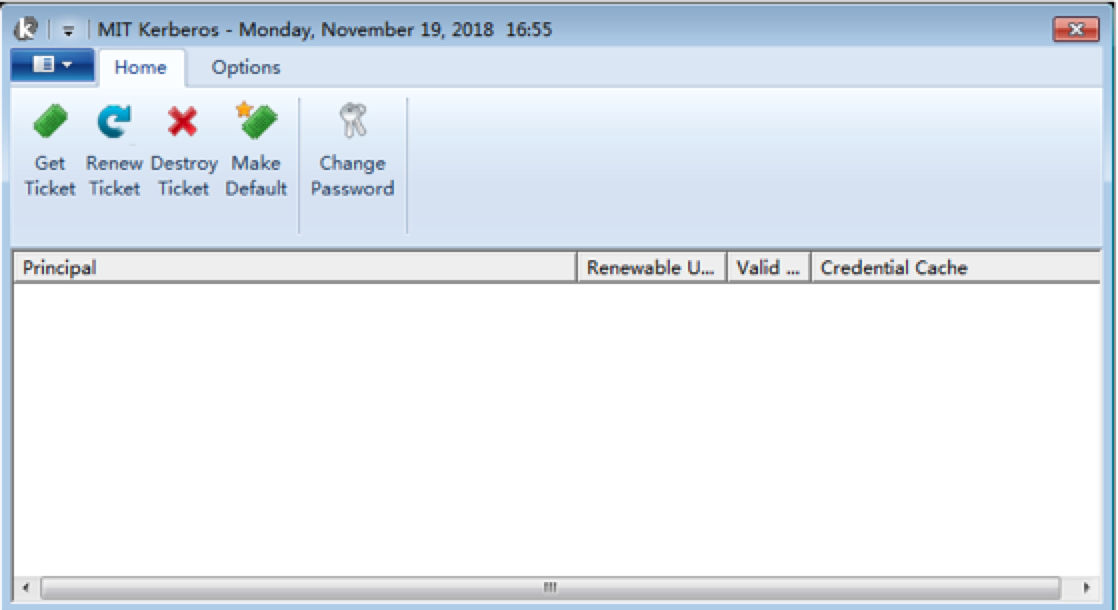 MIT Kerberos - Monday, November 19, 2018 16:55
Home Options
Get Ticket
Renew Ticket
Destroy Ticket
Make Default
Change Password
Principal Renewable U... Valid ... Credential Cache